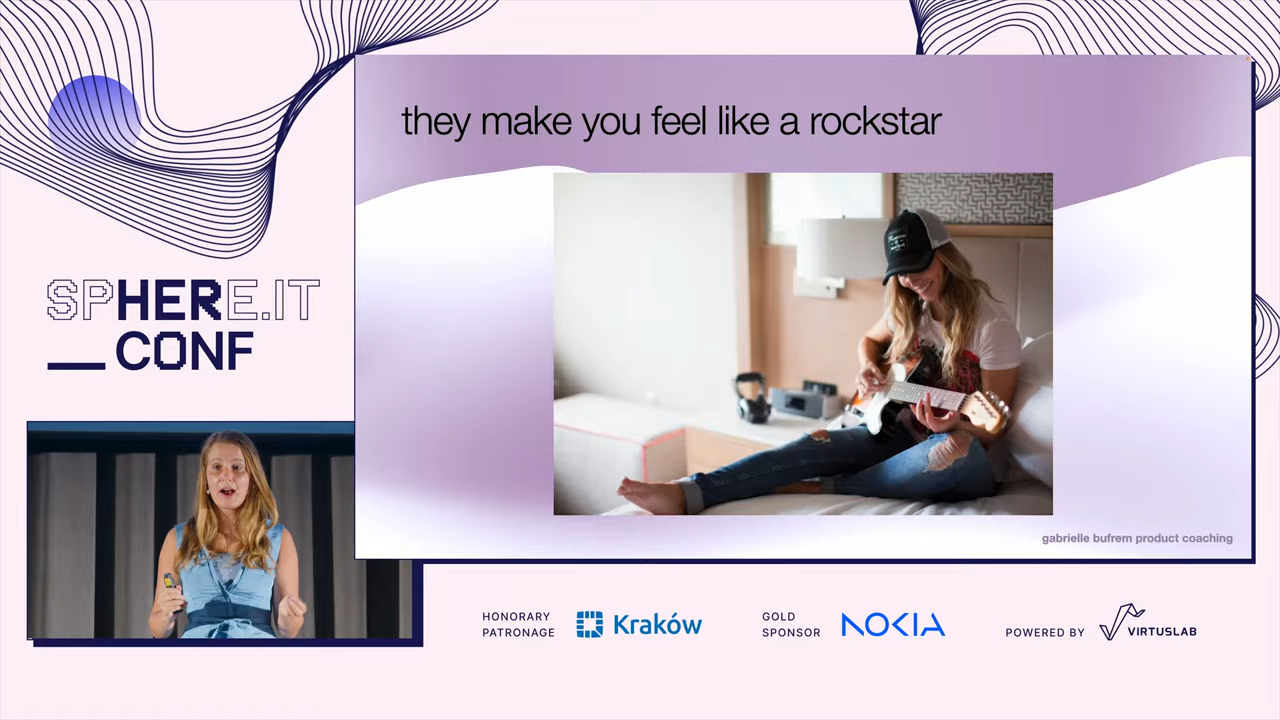 they make you feel like a rockstar
SPHERE.IT
_CONF
gabrielle bufrem product coaching
HONORARY
PATRONAGE
Kraków
GOLD
SPONSOR
NOKIA
POWERED BY
VIRTUSLAB